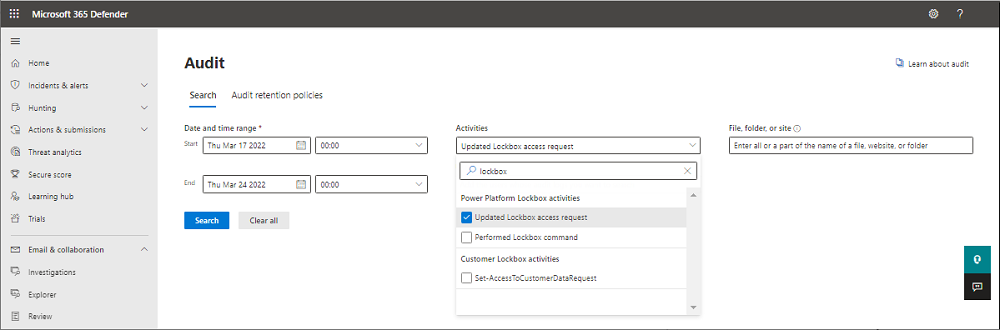 Microsoft 365 Defender
?
Home
Incidents & alerts
Hunting
Actions & submissions
Threat analytics
Secure score
Learning hub
Trials
Email & collaboration
Investigations
Explorer
Review
Audit
Learn about audit
Search
Audit retention policies
Date and time range *
Start
Thu Mar 17 2022
00:00
End
Thu Mar 24 2022
00:00
Search
Clear all
Activities
Updated Lockbox access request
lockbox
Power Platform Lockbox activities
Updated Lockbox access request
Performed Lockbox command
Customer Lockbox activities
Set-AccessToCustomerDataRequest
File, folder, or site
Enter all or a part of the name of a file, website, or folder